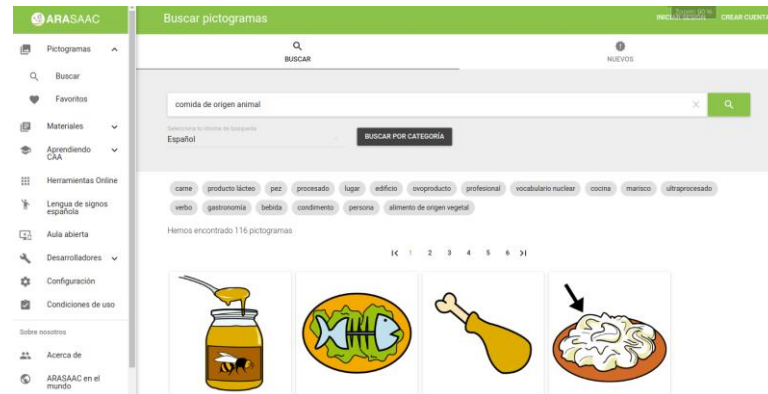 ARASAAC
Buscar pictogramas
Zoom: 90 %
CREAR CUENTA
Pictogramas
Buscar
Favoritos
Materiales
Aprendiendo
CAA
Herramientas Online
Lengua de signos
española
Aula abierta
Desarrolladores
Configuración
Condiciones de uso
Sobre nosotros
Acerca de
ARASAAC en el
mundo
BUSCAR
NUEVOS
comida de origen animal
Selecciona tu idioma de búsqueda
Español
BUSCAR POR CATEGORÍA
carne producto lácteo pez procesado lugar edificio ovoproducto profesional vocabulario nuclear cocina marisco ultraprocesado
verbo gastronomía bebida condimento persona alimento de origen vegetal
Hemos encontrado 116 pictogramas
1 2 3 4 5 6